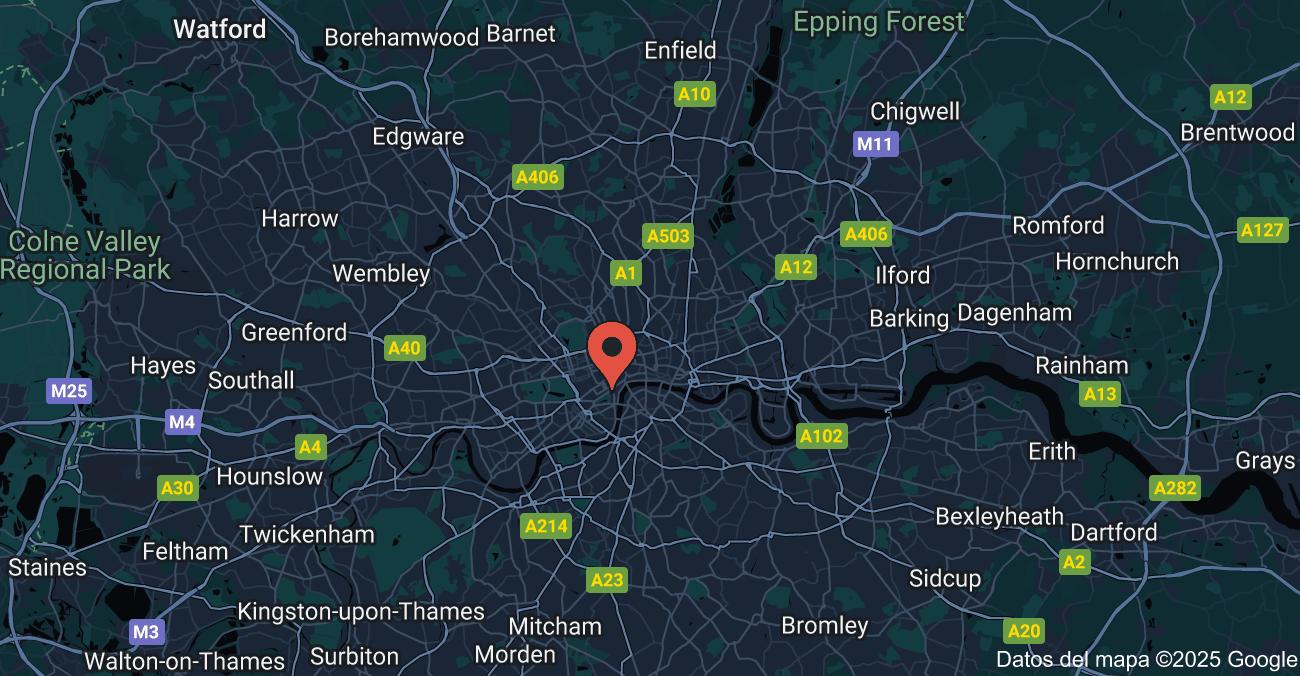 Watford
Borehamwood
Barnet
Epping Forest
Enfield
A10
A12
Chigwell
Brentwood
Edgware
M11
A406
Harrow
A503
A406
Romford
A127
Colne Valley
Regional Park
Wembley
A1
A12
Ilford
Hornchurch
Greenford
Barking
Dagenham
A40
Hayes
Southall
Rainham
M25
A13
M4
A4
A102
Hounslow
Erith
Grays
A30
A282
Twickenham
A214
Bexleyheath
Dartford
Feltham
Staines
A2
A23
Sidcup
Kingston-upon-Thames
Mitcham
Bromley
M3
A20
Walton-on-Thames
Surbiton
Morden
Datos del mapa ©2025 Google